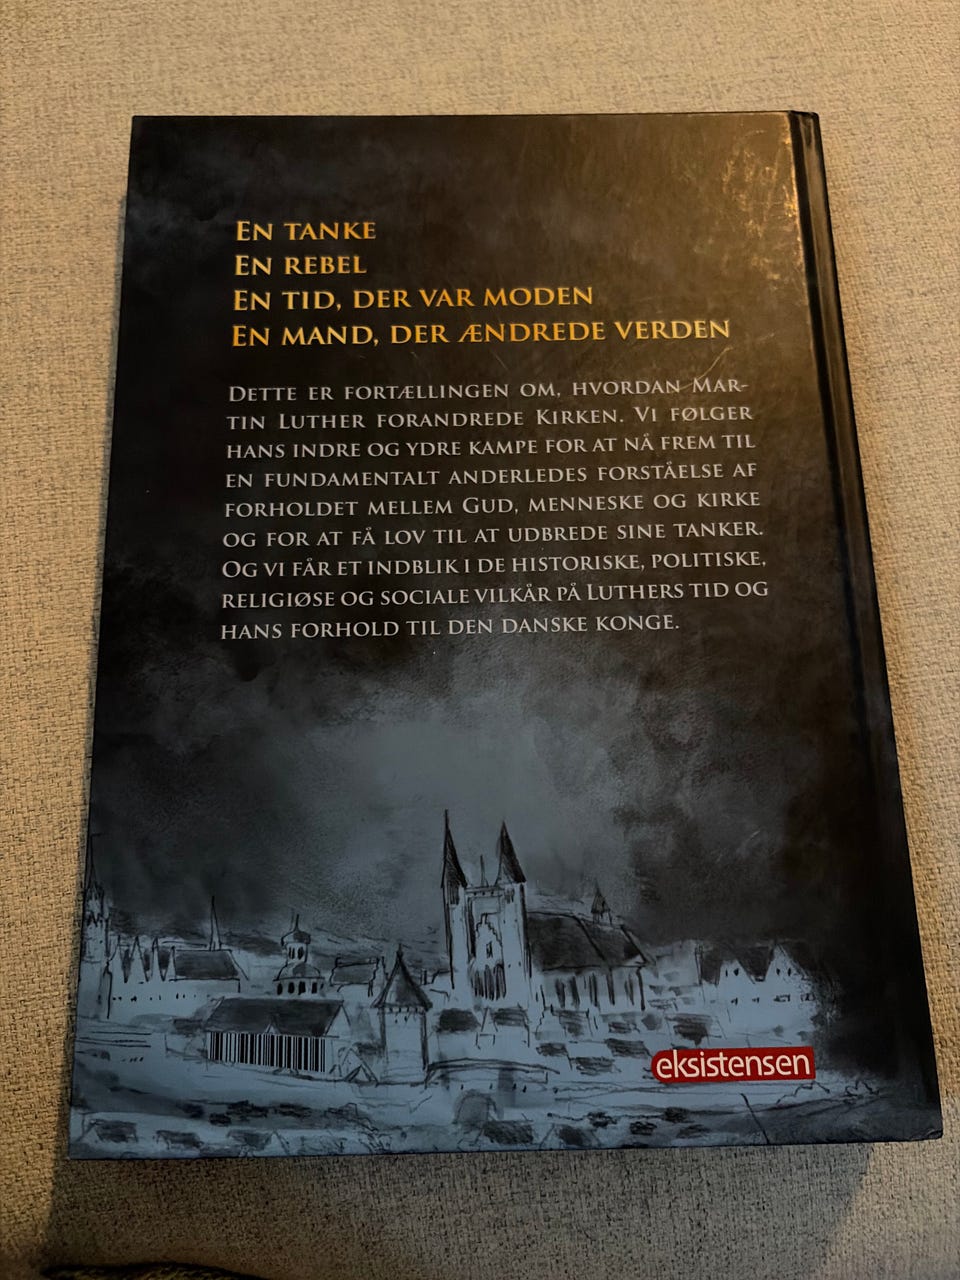 En tanke
En rebel
En tid, der var moden
En mand, der ændrede verden
Dette er fortællingen om, hvordan Mar-
tin Luther forandrede Kirken. Vi følger
hans indre og ydre kampe for at nå frem til
en fundamentalt anderledes forståelse af
forholdet mellem Gud, menneske og kirke
og for at få lov til at udbrede sine tanker.
Og vi får et indblik i de historiske, politiske,
religiøse og sociale vilkår på Luthers tid og
hans forhold til den danske konge.
eksistensen